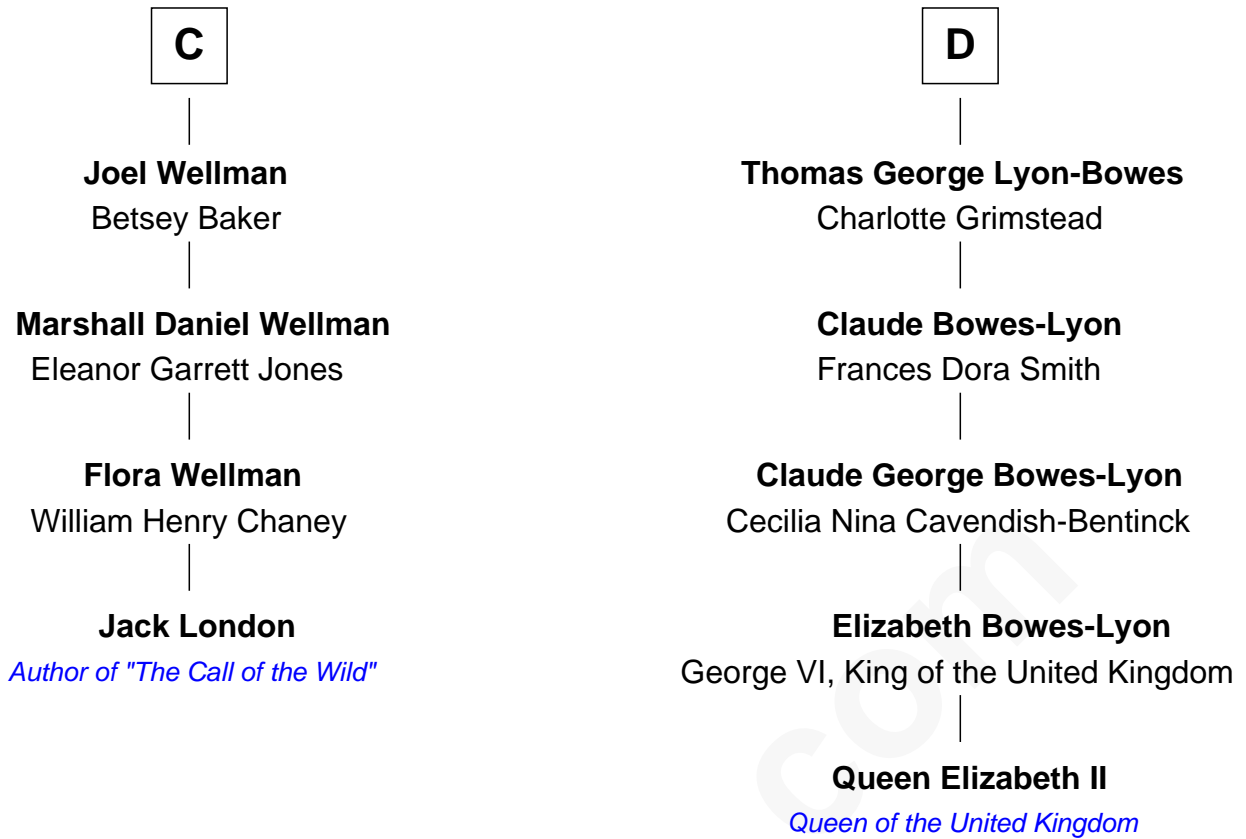 C
Joel Wellman
Betsey Baker
Marshall Daniel Wellman
Eleanor Garrett Jones
Flora Wellman
William Henry Chaney
Jack London
Author of "The Call of the Wild"
D
Thomas George Lyon-Bowes
Charlotte Grimstead
Claude Bowes-Lyon
Frances Dora Smith
Claude George Bowes-Lyon
Cecilia Nina Cavendish-Bentinck
Elizabeth Bowes-Lyon
George VI, King of the United Kingdom
Queen Elizabeth II
Queen of the United Kingdom
com